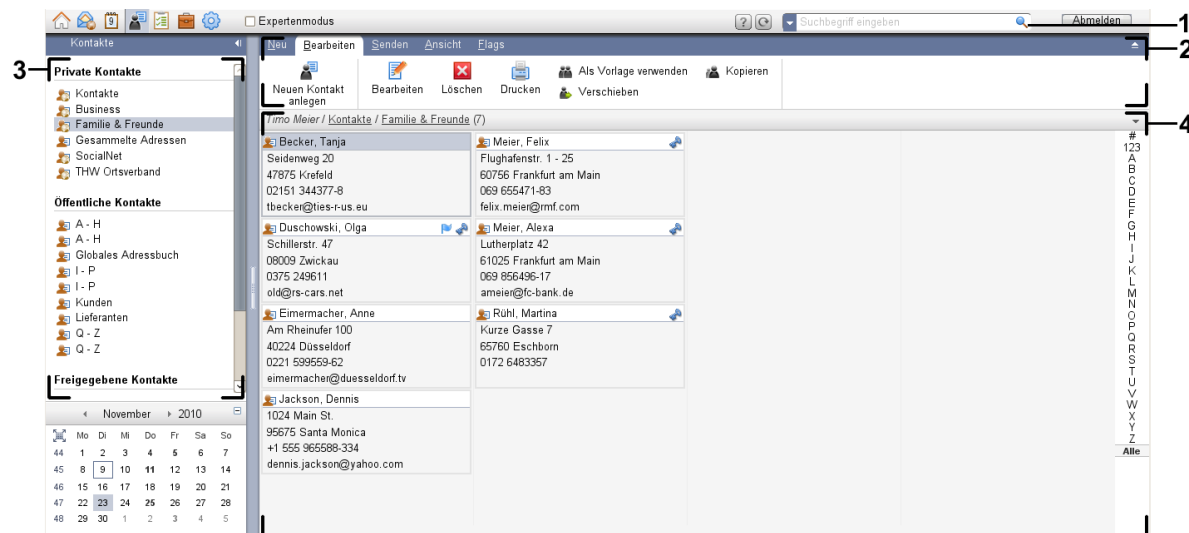 Expertenmodus
? Suchbegriff eingeben Abmelden
1
Kontakte
Neu Bearbeiten Senden Ansicht Flags
2
3
Private Kontakte
Kontakte
Business
Familie & Freunde
Gesammelte Adressen
SocialNet
THW Ortsverband
Öffentliche Kontakte
A - H
A - H
Globales Adressbuch
I - P
I - P
Kunden
Lieferanten
Q - Z
Q - Z
Freigegebene Kontakte
November 2010
Mo Di Mi Do Fr Sa So
44 1 2 3 4 5 6 7
45 8 9 10 11 12 13 14
46 15 16 17 18 19 20 21
47 22 23 24 25 26 27 28
48 29 30 1 2 3 4 5
Neuen Kontakt anlegen
Bearbeiten
Löschen
Drucken
Als Vorlage verwenden
Verschieben
Kopieren
Timo Meier / Kontakte / Familie & Freunde (7)
4
Becker, Tanja
Seidenweg 20
47875 Krefeld
02151 344377-8
tbecker@ties-r-us.eu
Duschowski, Olga
Schillerstr. 47
08009 Zwickau
0375 249611
old@rs-cars.net
Eimermacher, Anne
Am Rheinufer 100
40224 Düsseldorf
0221 599559-62
eimermacher@duesseldorf.tv
Jackson, Dennis
1024 Main St.
95675 Santa Monica
+1 555 965588-334
dennis.jackson@yahoo.com
Meier, Felix
Flughafenstr. 1 - 25
60756 Frankfurt am Main
069 655471-83
felix.meier@rmf.com
Meier, Alexa
Lutherplatz 42
61025 Frankfurt am Main
069 856496-17
ameier@fc-bank.de
Rühl, Martina
Kurze Gasse 7
65760 Eschborn
0172 6483357
#
123
A
B
C
D
E
F
G
H
I
J
K
L
M
N
O
P
Q
R
S
T
U
V
W
X
Y
Z
Alle